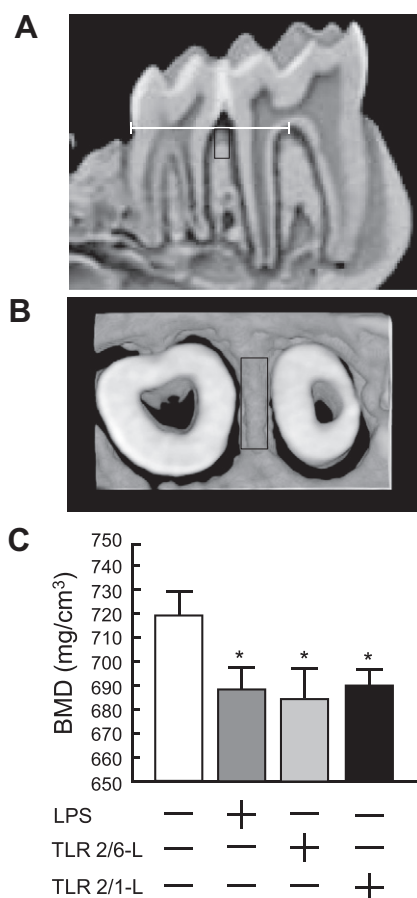 A
B
C
BMD (mg/cm³)
750
740
730
720
710
700
690
680
670
660
650
* * *
LPS — + — —
TLR 2/6-L — — + —
TLR 2/1-L — — — +